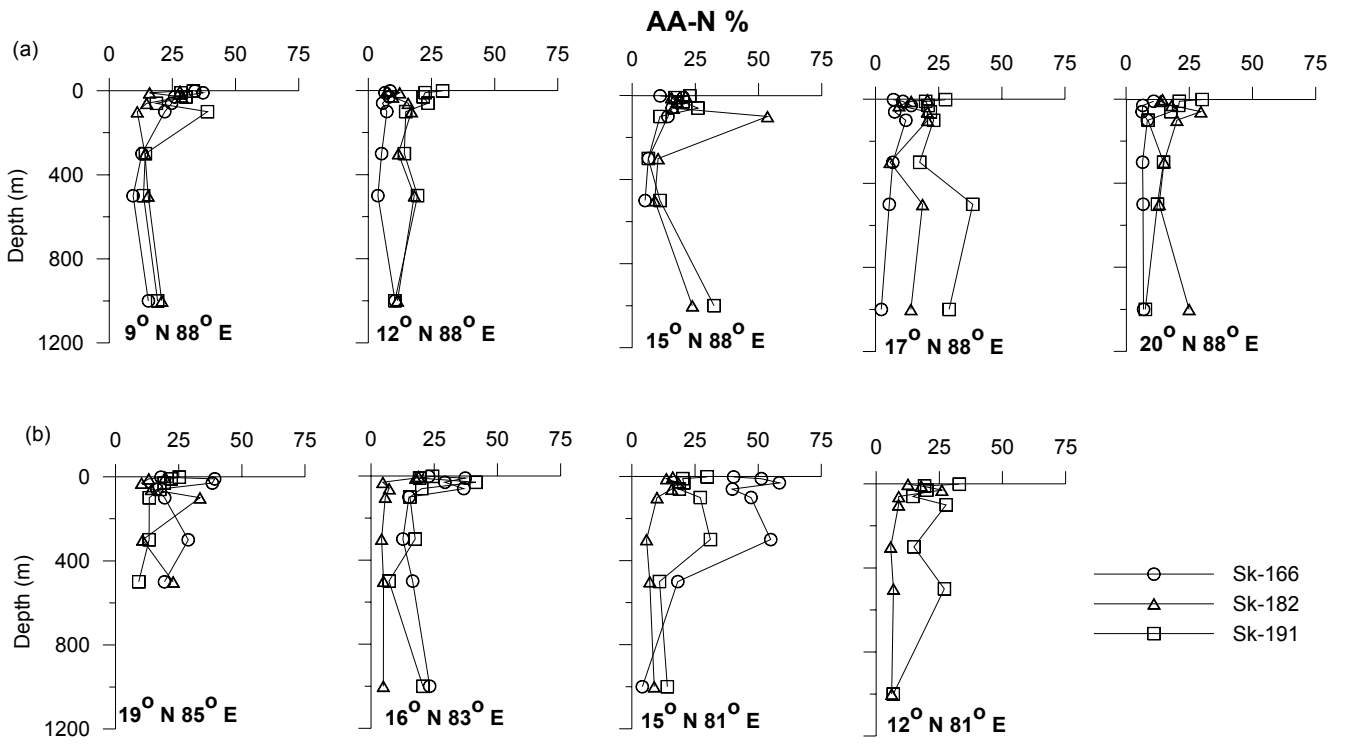 AA-N %
(a)
0 25 50 75 0 25 50 75 0 25 50 75 0 25 50 75 0 25 50 75
0
400
800
1200
Depth (m)
9o N 88o E 12o N 88o E 15o N 88o E 17o N 88o E 20o N 88o E
(b)
0 25 50 75 0 25 50 75 0 25 50 75 0 25 50 75
0
400
800
1200
Depth (m)
19o N 85o E 16o N 83o E 15o N 81o E 12o N 81o E
Sk-166
Sk-182
Sk-191